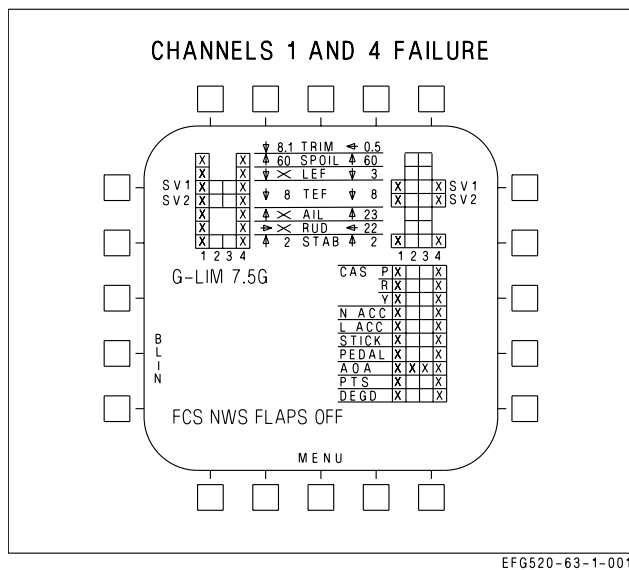 CHANNELS 1 AND 4 FAILURE
8.1 TRIM 0.5
X X 60 SPOIL 60
X X X LEF 3
SV1 X X 8 TEF 8 X X SV1
SV2 X X X X SV2
X X X AIL 23
X X X RUD 22
X X 2 STAB 2 X X
1 2 3 4 1 2 3 4
G-LIM 7.5G
CAS P X X
R X X
Y X X
N ACC X X
L ACC X X
STICK X X
PEDAL X X
AOA X X X X
PTS X X
DEGD X X
BLIN
FCS NWS FLAPS OFF
MENU
EFG520-63-1-001